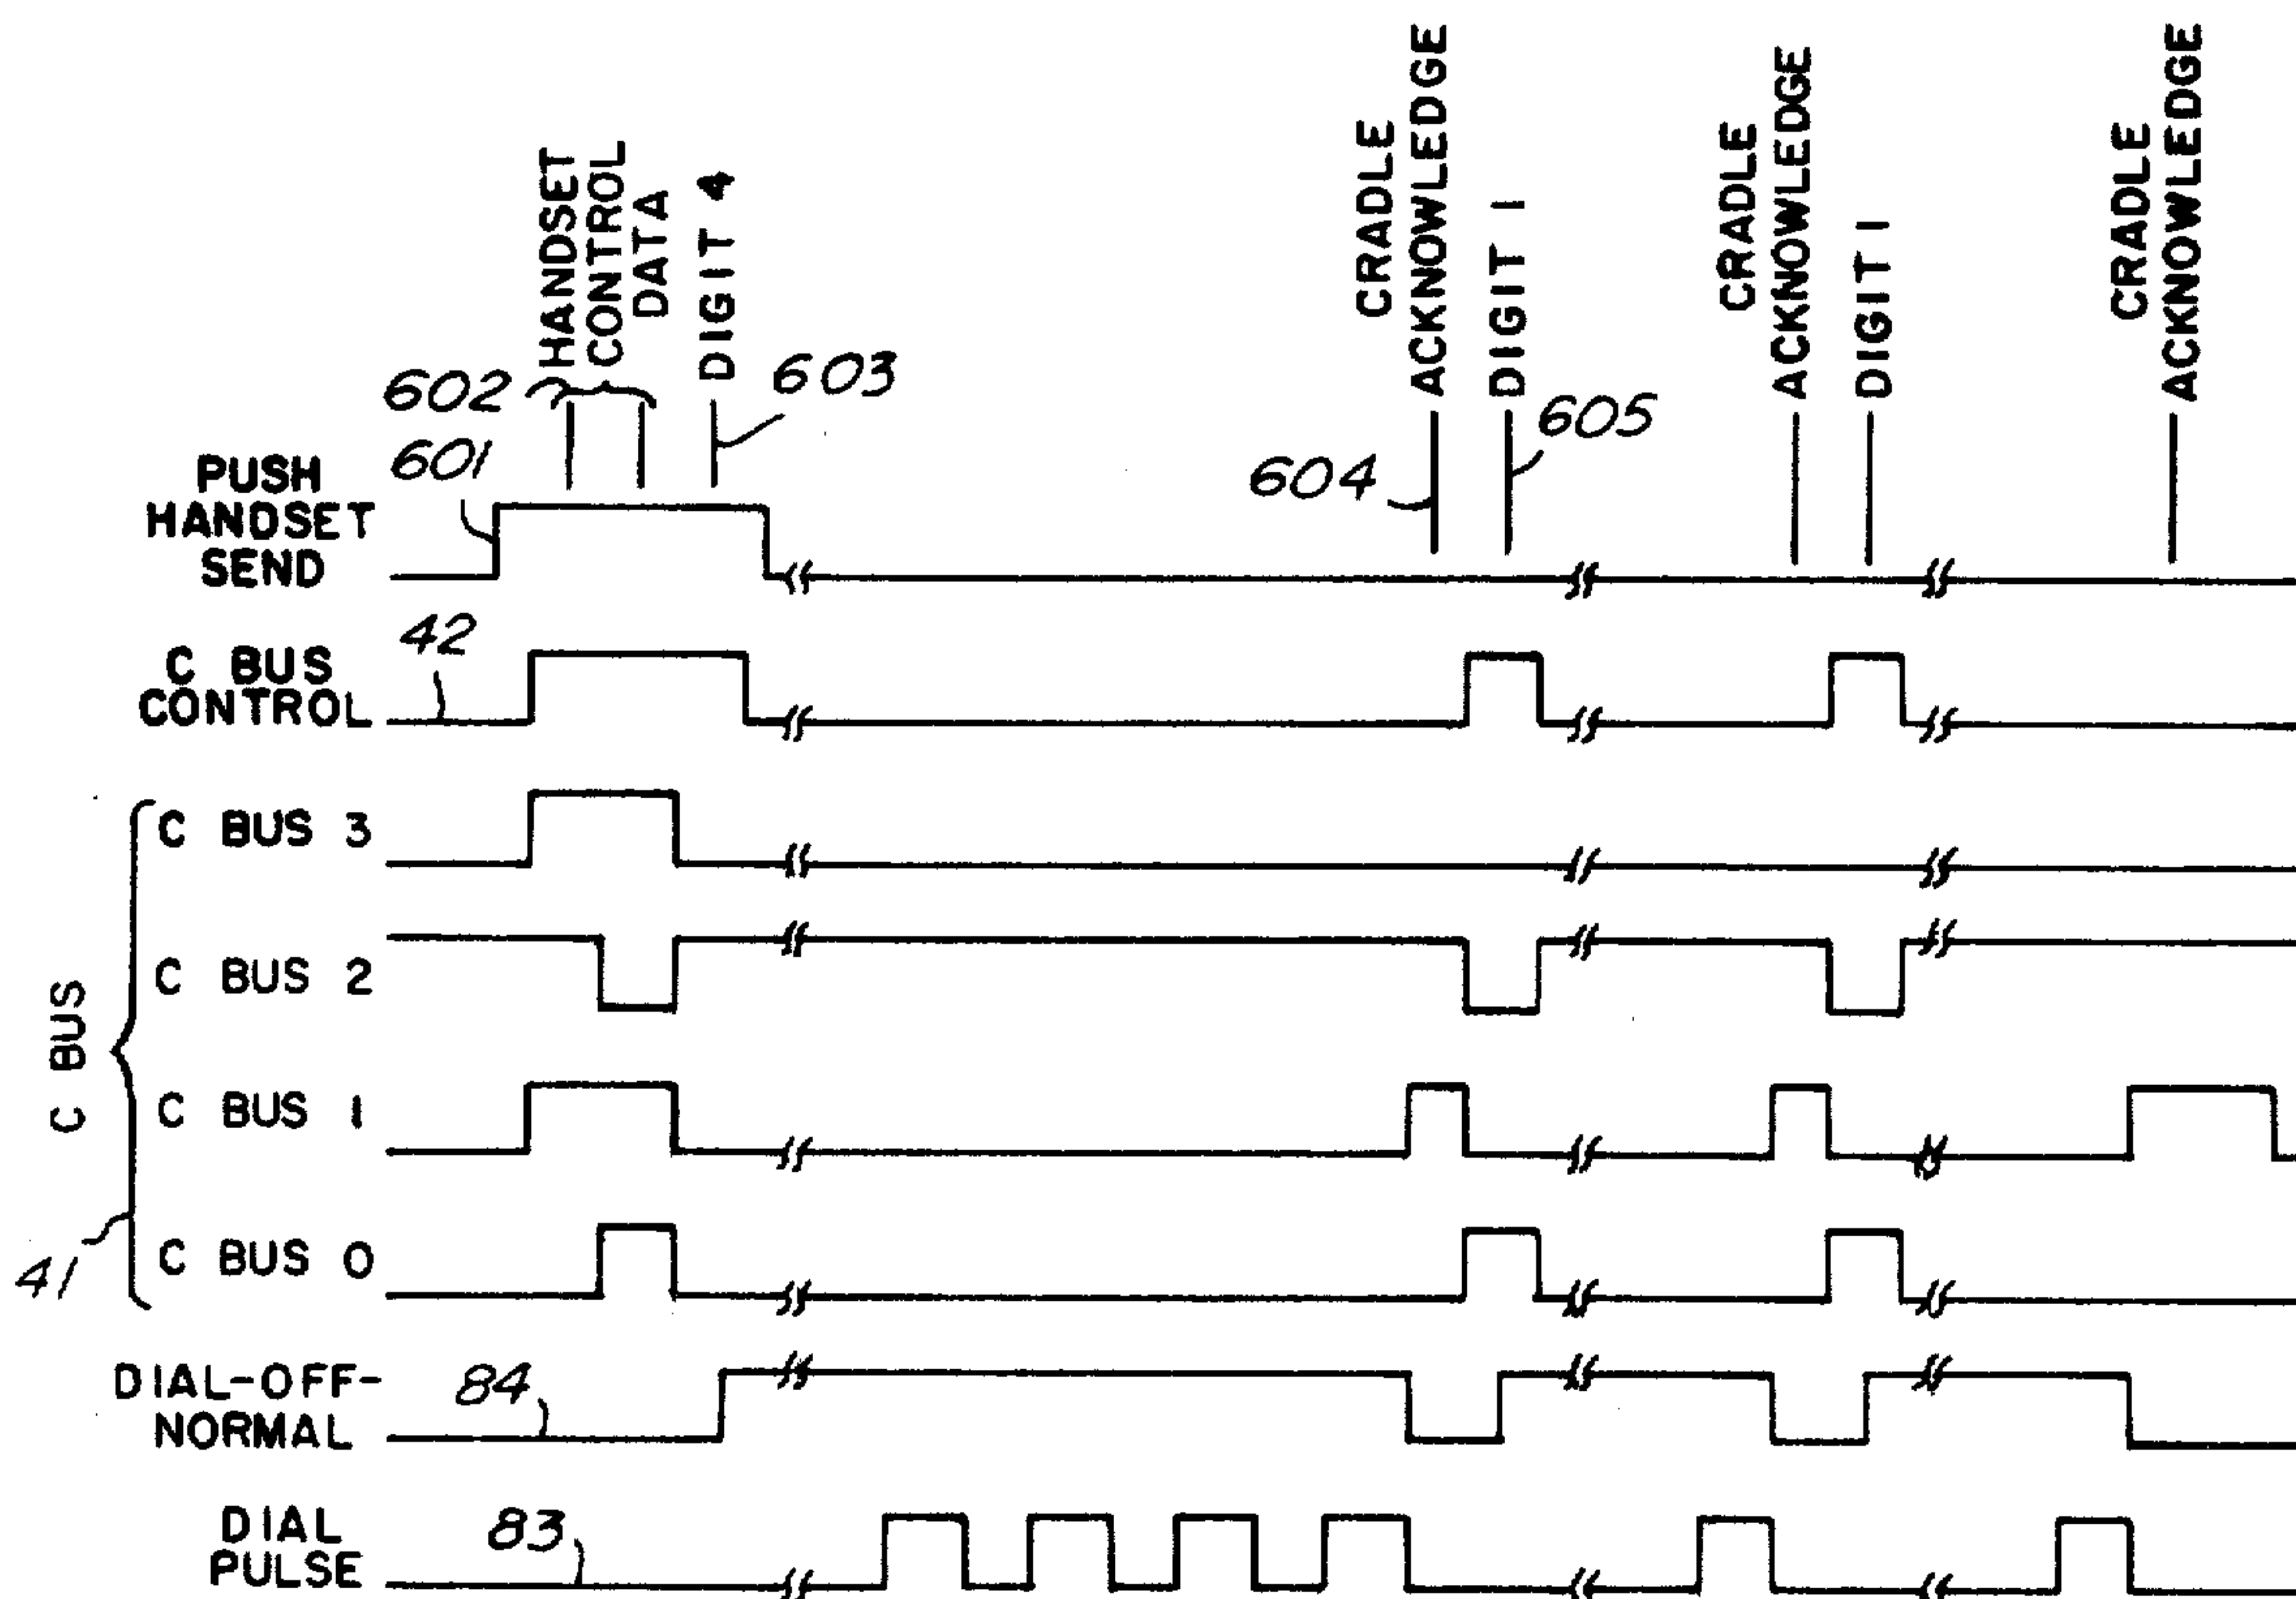 HANDSET
CONTROL
DATA
DIGIT 4
CRADLE
ACKNOWLEDGE
DIGIT 1
CRADLE
ACKNOWLEDGE
DIGIT 1
CRADLE
ACKNOWLEDGE
602
603
601
604
605
PUSH
HANDSET
SEND
42
C BUS
CONTROL
C BUS
41
C BUS 3
C BUS 2
C BUS 1
C BUS 0
DIAL-OFF-
NORMAL
84
DIAL
PULSE
83